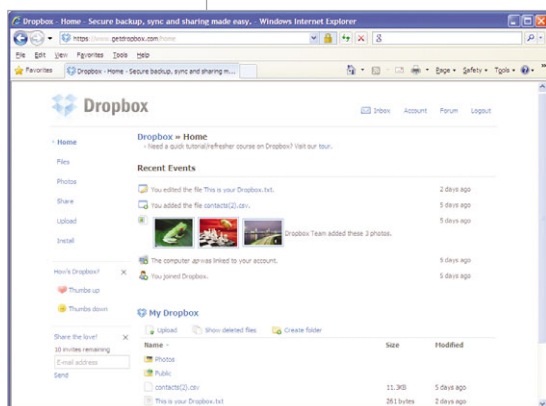 Dropbox - Home - Secure backup, sync and sharing made easy. - Windows Internet Explorer
https://www.getdropbox.com/home
File Edit View Favorites Tools Help
Favorites Dropbox - Home - Secure backup, sync and sharing m...
Page Safety Tools
Dropbox
Inbox Account Forum Logout
Home
Files
Photos
Share
Upload
Install
How's Dropbox? X
Thumbs up
Thumbs down
Share the love! X
10 invites remaining
E-mail address
Send
Dropbox » Home
- Need a quick tutorial/refresher course on Dropbox? Visit our tour.
Recent Events
You edited the file This is your Dropbox.txt. 2 days ago
You added the file contacts(2).csv. 5 days ago
Dropbox Team added these 3 photos. 5 days ago
The computer ap-was linked to your account. 5 days ago
You joined Dropbox. 5 days ago
My Dropbox
Upload Show deleted files Create folder
Name Size Modified
Photos
Public
contacts(2).csv 11.3KB 5 days ago
This is your Dropbox.txt 261 bytes 2 days ago